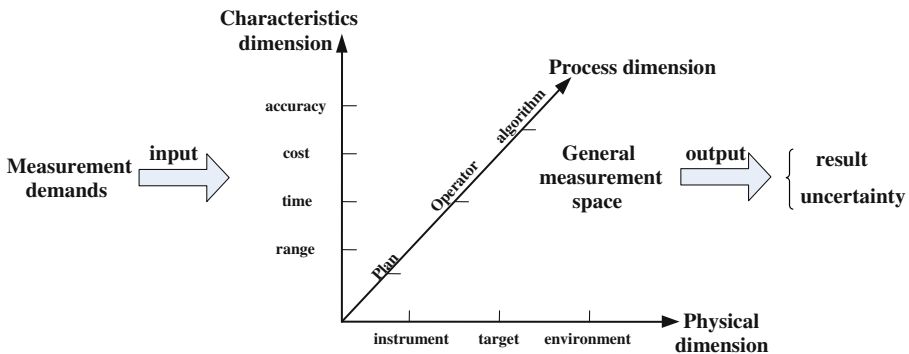 Characteristics
dimension
Process dimension
accuracy
algorithm
cost
Measurement
demands
input
General
measurement
space
output
result
uncertainty
Operator
time
range
Plan
Physical
dimension
instrument
target
environment